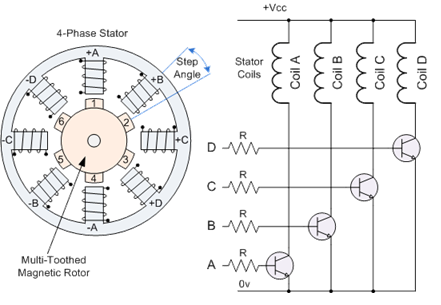 4-Phase Stator
+A
-D
+B
Step
Angle
1
6
2
-C
+C
5
3
4
-B
+D
-A
Multi-Toothed
Magnetic Rotor
+Vcc
Stator
Coils
Coil A
Coil B
Coil C
Coil D
D
R
C
R
B
R
A
R
0v